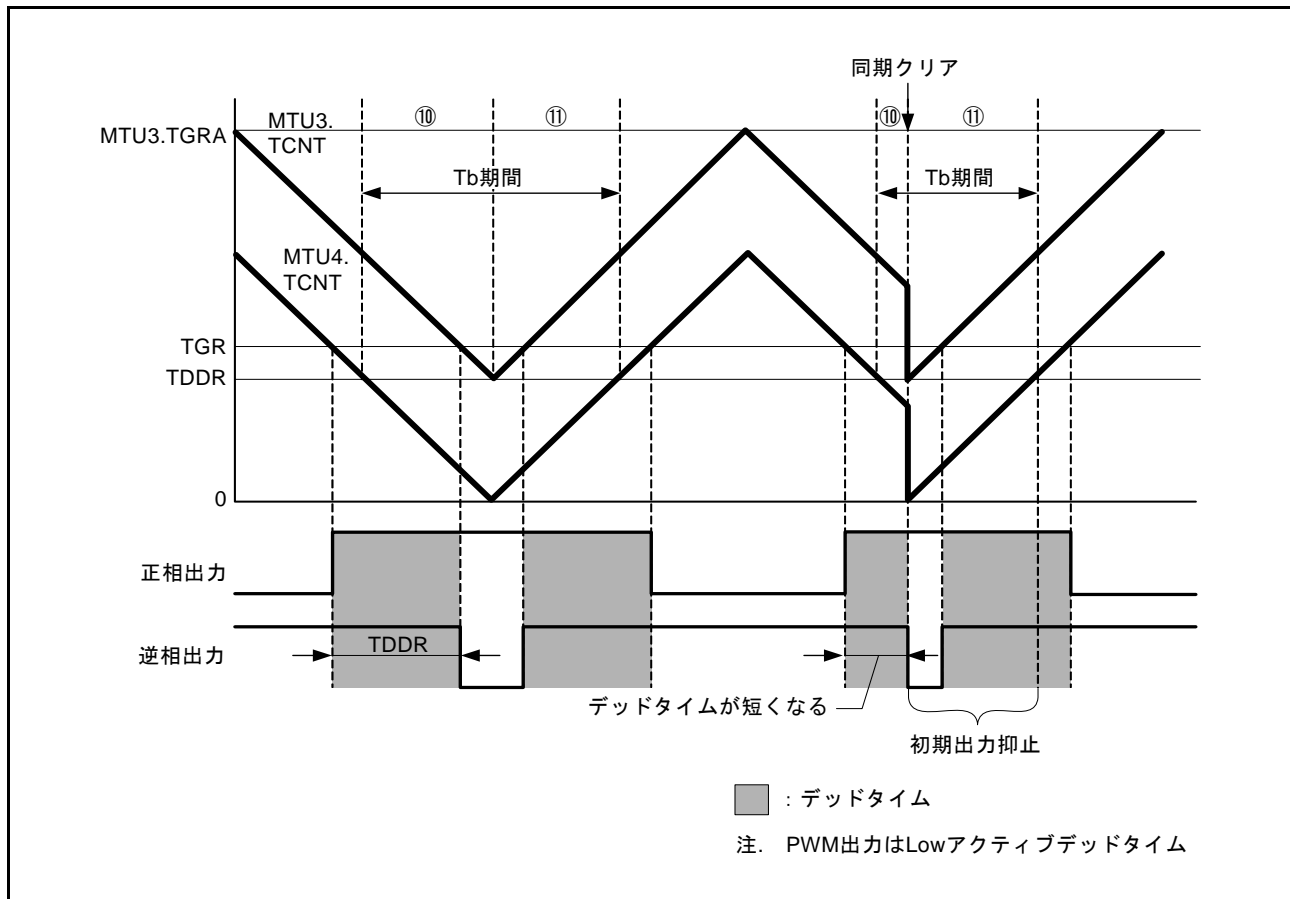 同期クリア
MTU3.TGRA
MTU3.
TCNT
⑩
⑪
⑩
⑪
Tb期間
Tb期間
MTU4.
TCNT
TGR
TDDR
0
正相出力
逆相出力
TDDR
デッドタイムが短くなる
初期出力抑止
:デッドタイム
注. PWM出力はLowアクティブデッドタイム